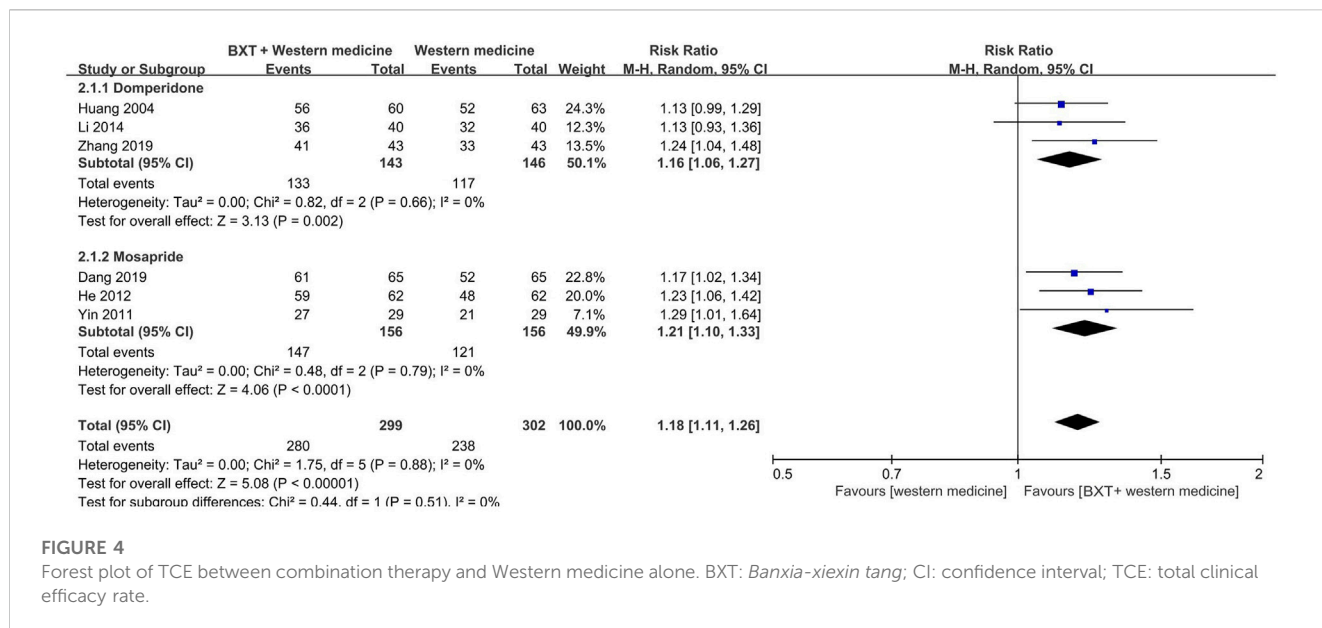 BXT + Western medicine Western medicine Risk Ratio Risk Ratio
Study or Subgroup Events Total Events Total Weight M-H, Random, 95% CI M-H, Random, 95% CI
2.1.1 Domperidone
Huang 2004 56 60 52 63 24.3% 1.13 [0.99, 1.29]
Li 2014 36 40 32 40 12.3% 1.13 [0.93, 1.36]
Zhang 2019 41 43 33 43 13.5% 1.24 [1.04, 1.48]
Subtotal (95% CI) 143 146 50.1% 1.16 [1.06, 1.27]
Total events 133 117
Heterogeneity: Tau² = 0.00; Chi² = 0.82, df = 2 (P = 0.66); I² = 0%
Test for overall effect: Z = 3.13 (P = 0.002)
2.1.2 Mosapride
Dang 2019 61 65 52 65 22.8% 1.17 [1.02, 1.34]
He 2012 59 62 48 62 20.0% 1.23 [1.06, 1.42]
Yin 2011 27 29 21 29 7.1% 1.29 [1.01, 1.64]
Subtotal (95% CI) 156 156 49.9% 1.21 [1.10, 1.33]
Total events 147 121
Heterogeneity: Tau² = 0.00; Chi² = 0.48, df = 2 (P = 0.79); I² = 0%
Test for overall effect: Z = 4.06 (P < 0.0001)
Total (95% CI) 299 302 100.0% 1.18 [1.11, 1.26]
Total events 280 238
Heterogeneity: Tau² = 0.00; Chi² = 1.75, df = 5 (P = 0.88); I² = 0%
Test for overall effect: Z = 5.08 (P < 0.00001)
Test for subgroup differences: Chi² = 0.44, df = 1 (P = 0.51), I² = 0%
0.5 0.7 1 1.5 2
Favours [western medicine] Favours [BXT+ western medicine]
FIGURE 4
Forest plot of TCE between combination therapy and Western medicine alone. BXT: Banxia-xiexin tang; CI: confidence interval; TCE: total clinical
efficacy rate.